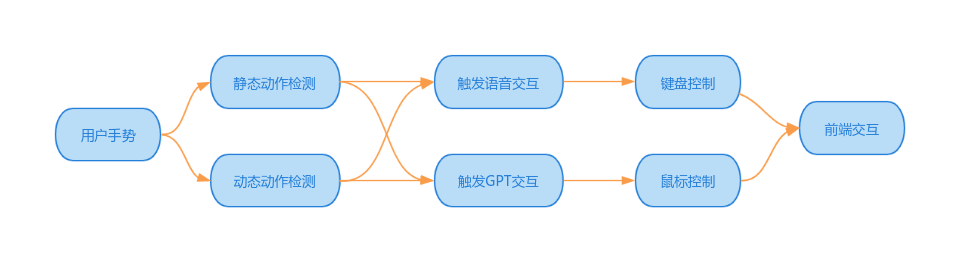 用户手势
静态动作检测
动态动作检测
触发语音交互
触发GPT交互
键盘控制
鼠标控制
前端交互